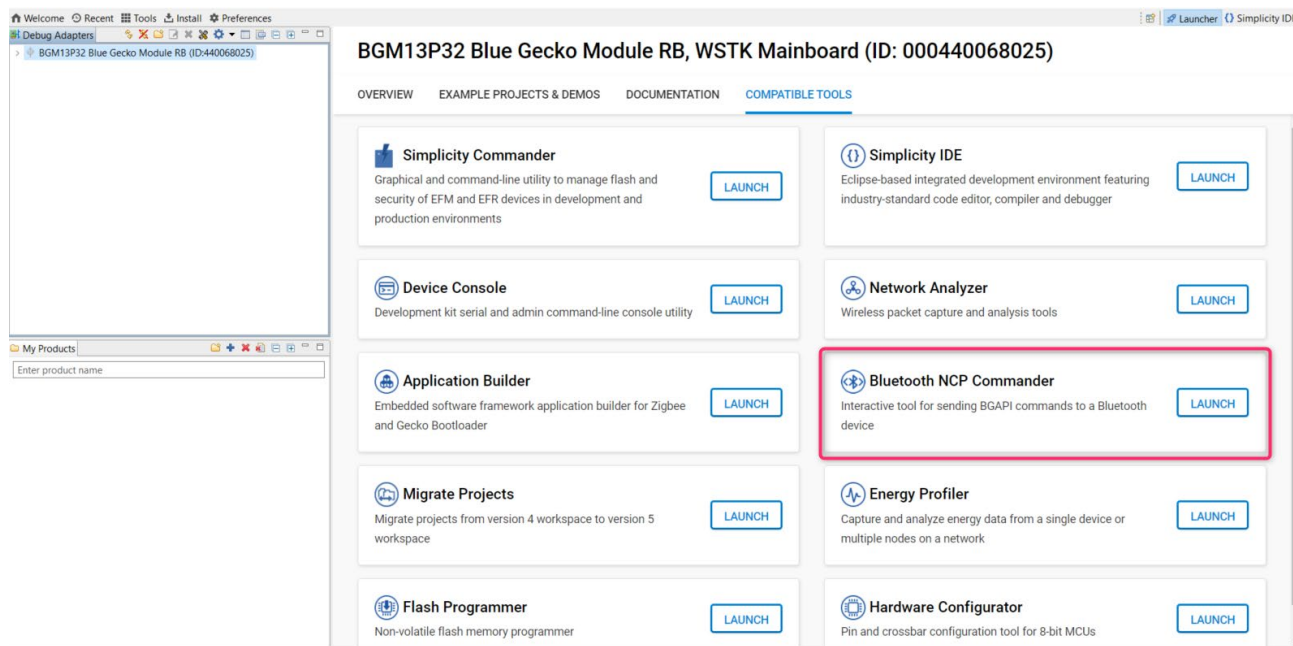 Welcome Recent Tools Install Preferences
Launcher {} Simplicity IDE
Debug Adapters
BGM13P32 Blue Gecko Module RB (ID:440068025)
My Products
Enter product name
BGM13P32 Blue Gecko Module RB, WSTK Mainboard (ID: 000440068025)
OVERVIEW EXAMPLE PROJECTS & DEMOS DOCUMENTATION COMPATIBLE TOOLS
Simplicity Commander
Graphical and command-line utility to manage flash and
security of EFM and EFR devices in development and
production environments
LAUNCH
Simplicity IDE
Eclipse-based integrated development environment featuring
industry-standard code editor, compiler and debugger
LAUNCH
Device Console
Development kit serial and admin command-line console utility
LAUNCH
Network Analyzer
Wireless packet capture and analysis tools
LAUNCH
Application Builder
Embedded software framework application builder for Zigbee
and Gecko Bootloader
LAUNCH
Bluetooth NCP Commander
Interactive tool for sending BGAPI commands to a Bluetooth
device
LAUNCH
Migrate Projects
Migrate projects from version 4 workspace to version 5
workspace
LAUNCH
Energy Profiler
Capture and analyze energy data from a single device or
multiple nodes on a network
LAUNCH
Flash Programmer
Non-volatile flash memory programmer
LAUNCH
Hardware Configurator
Pin and crossbar configuration tool for 8-bit MCUs
LAUNCH